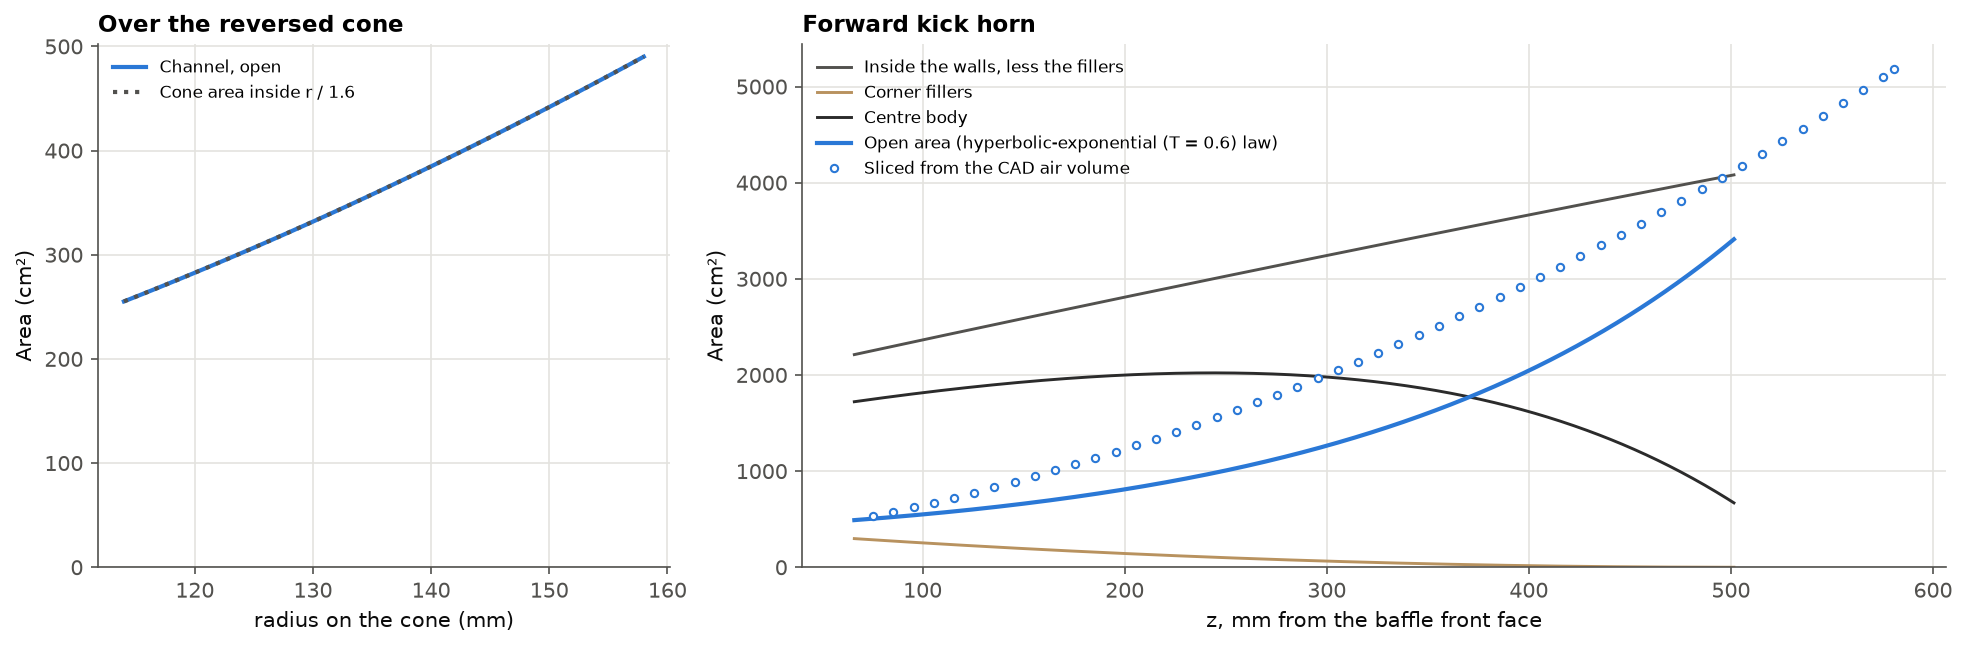 Over the reversed cone
Channel, open
Cone area inside r / 1.6
500
400
300
200
100
0
Area (cm²)
120
130
140
150
160
radius on the cone (mm)
Forward kick horn
Inside the walls, less the fillers
Corner fillers
Centre body
Open area (hyperbolic-exponential (T = 0.6) law)
Sliced from the CAD air volume
5000
4000
3000
2000
1000
0
Area (cm²)
100
200
300
400
500
600
z, mm from the baffle front face